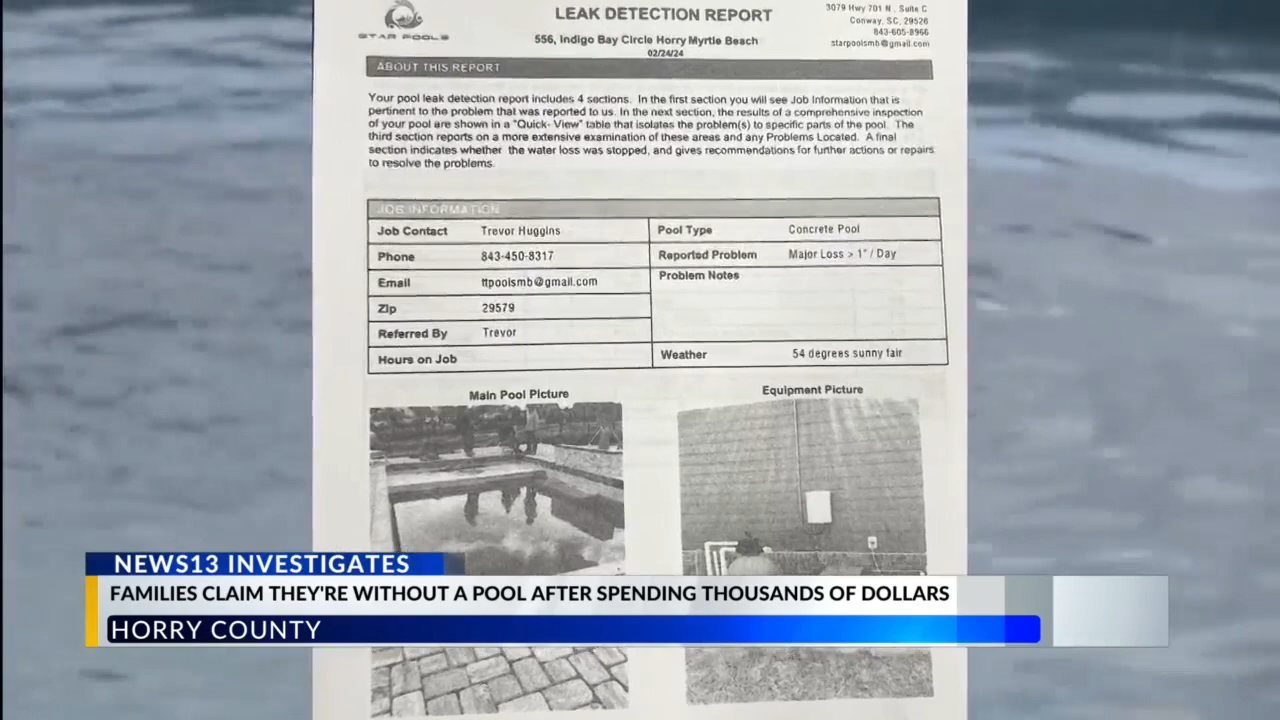 STAR POOLS
LEAK DETECTION REPORT
556, Indigo Bay Circle Horry Myrtle Beach
02/24/24
3079 Hwy 701 N , Suite C
Conway, SC, 29526
843-605-8966
starpoolsmb@gmail.com
ABOUT THIS REPORT
Your pool leak detection report includes 4 sections. In the first section you will see Job Information that is
pertinent to the problem that was reported to us. In the next section, the results of a comprehensive inspection
of your pool are shown in a "Quick- View" table that isolates the problem(s) to specific parts of the pool. The
third section reports on a more extensive examination of these areas and any Problems Located. A final
section indicates whether the water loss was stopped, and gives recommendations for further actions or repairs
to resolve the problems.
JOB INFORMATION
Job Contact Trevor Huggins
Phone 843-450-8317
Email ttpoolsmb@gmail.com
Zip 29579
Referred By Trevor
Hours on Job
Pool Type Concrete Pool
Reported Problem Major Loss > 1" / Day
Problem Notes
Weather 54 degrees sunny fair
Main Pool Picture
Equipment Picture
NEWS13 INVESTIGATES
FAMILIES CLAIM THEY'RE WITHOUT A POOL AFTER SPENDING THOUSANDS OF DOLLARS
HORRY COUNTY